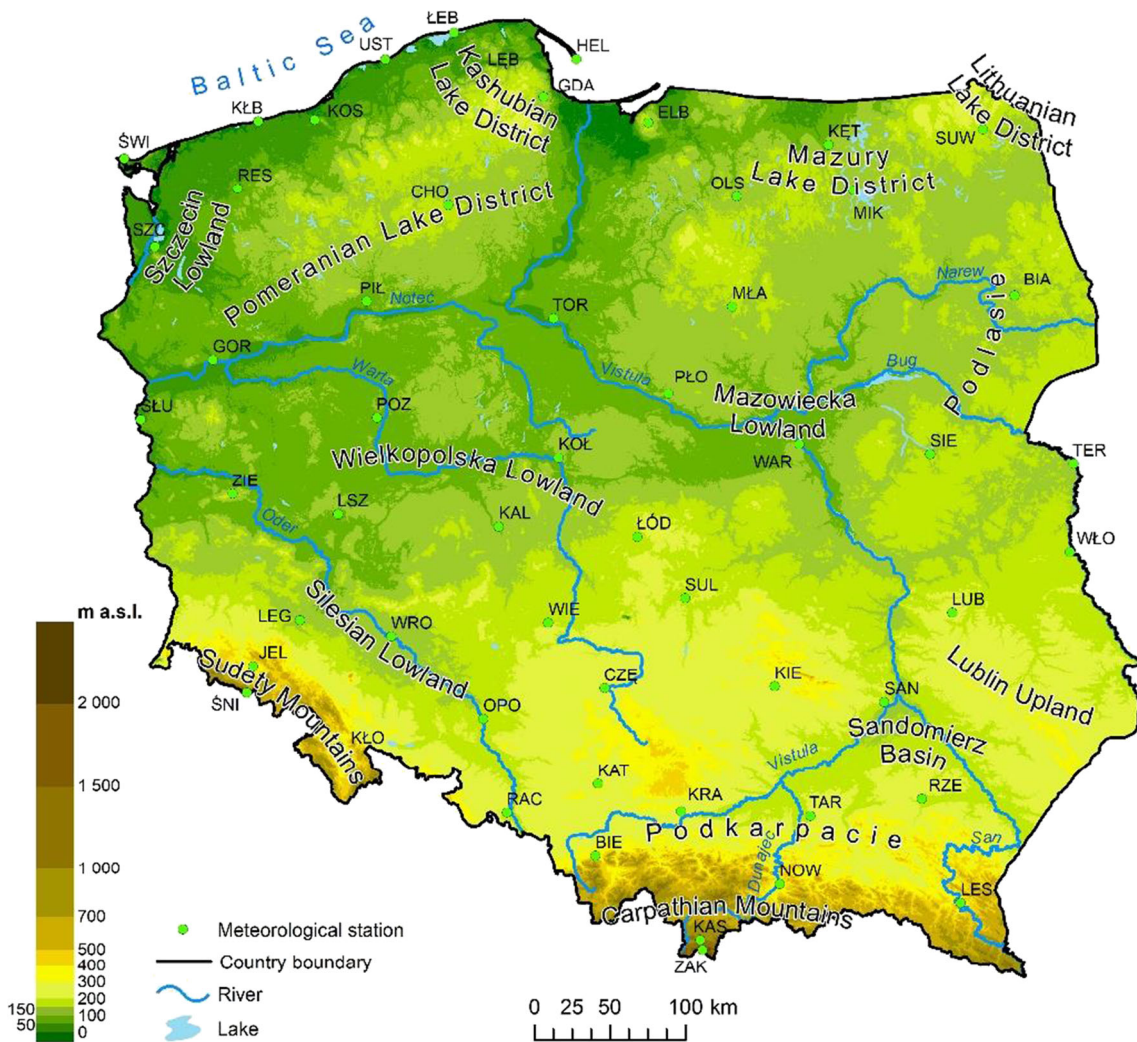 Baltic Sea
ŁEB
UST
HEL
LĘB
Kashubian
Lake District
GDA
Lithuanian
Lake District
KŁB
KOS
ELB
KĘT
SUW
ŚWI
Mazury
Lake District
RES
CHO
OLS
MIK
SZC
Szczecin
Lowland
Pomeranian Lake District
Narew
BIA
PIŁ
Noteć
TOR
MŁA
Podlasie
GOR
Warta
Vistula
PŁO
Bug
Mazowiecka
Lowland
SŁU
POZ
KOŁ
WAR
SIE
TER
Wielkopolska Lowland
ZIE
LSZ
KAL
ŁÓD
Oder
WŁO
m a.s.l.
LEG
Silesian Lowland
WRO
WIE
SUL
LUB
Lublin Upland
JEL
Sudety Mountains
ŚNI
CZĘ
KIE
SAN
OPO
Sandomierz
Basin
2 000
KŁO
Vistula
1 500
KAT
RAC
KRA
TAR
RZE
Podkarpacie
San
1 000
BIE
Dunajec
NOW
LES
700
Carpathian Mountains
Meteorological station
KAS
500
400
Country boundary
ZAK
300
200
River
150
100
50
0
Lake
0 25 50 100 km